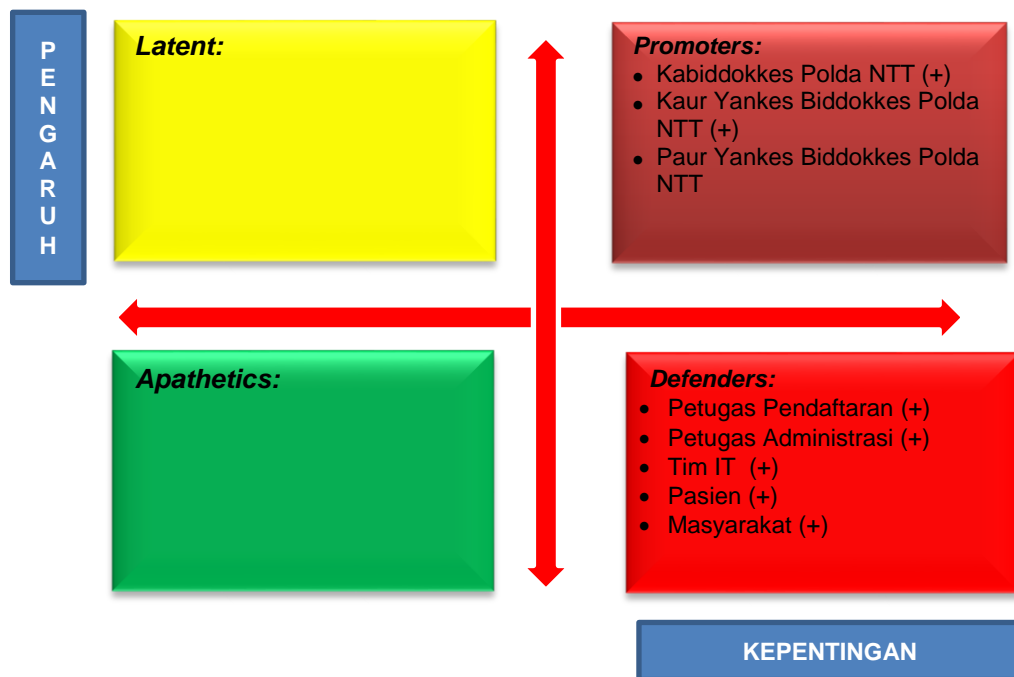 P
E
N
G
A
R
U
H
Latent:
Promoters:
• Kabiddokkes Polda NTT (+)
• Kaur Yankes Biddokkes Polda
NTT (+)
• Paur Yankes Biddokkes Polda
NTT
Apathetics:
Defenders:
• Petugas Pendaftaran (+)
• Petugas Administrasi (+)
• Tim IT (+)
• Pasien (+)
• Masyarakat (+)
KEPENTINGAN